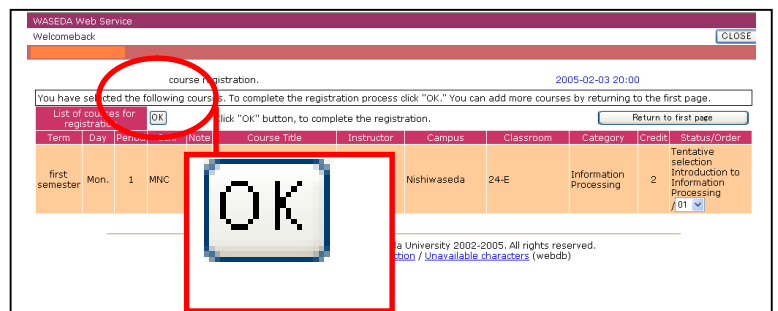 WASEDA Web Service
Welcomeback
CLOSE
course registration.
2005-02-03 20:00
You have selected the following courses. To complete the registration process click "OK." You can add more courses by returning to the first page.
List of courses for registration
OK
Click "OK" button, to complete the registration.
Return to first page
Term Day Period Note Course Title Instructor Campus Classroom Category Credit Status/Order
first semester Mon. 1 MNC Nishiwaseda 24-E Information Processing 2 Tentative selection Introduction to Information Processing / 01
OK
University 2002-2005. All rights reserved.
/ Unavailable characters (webdb)